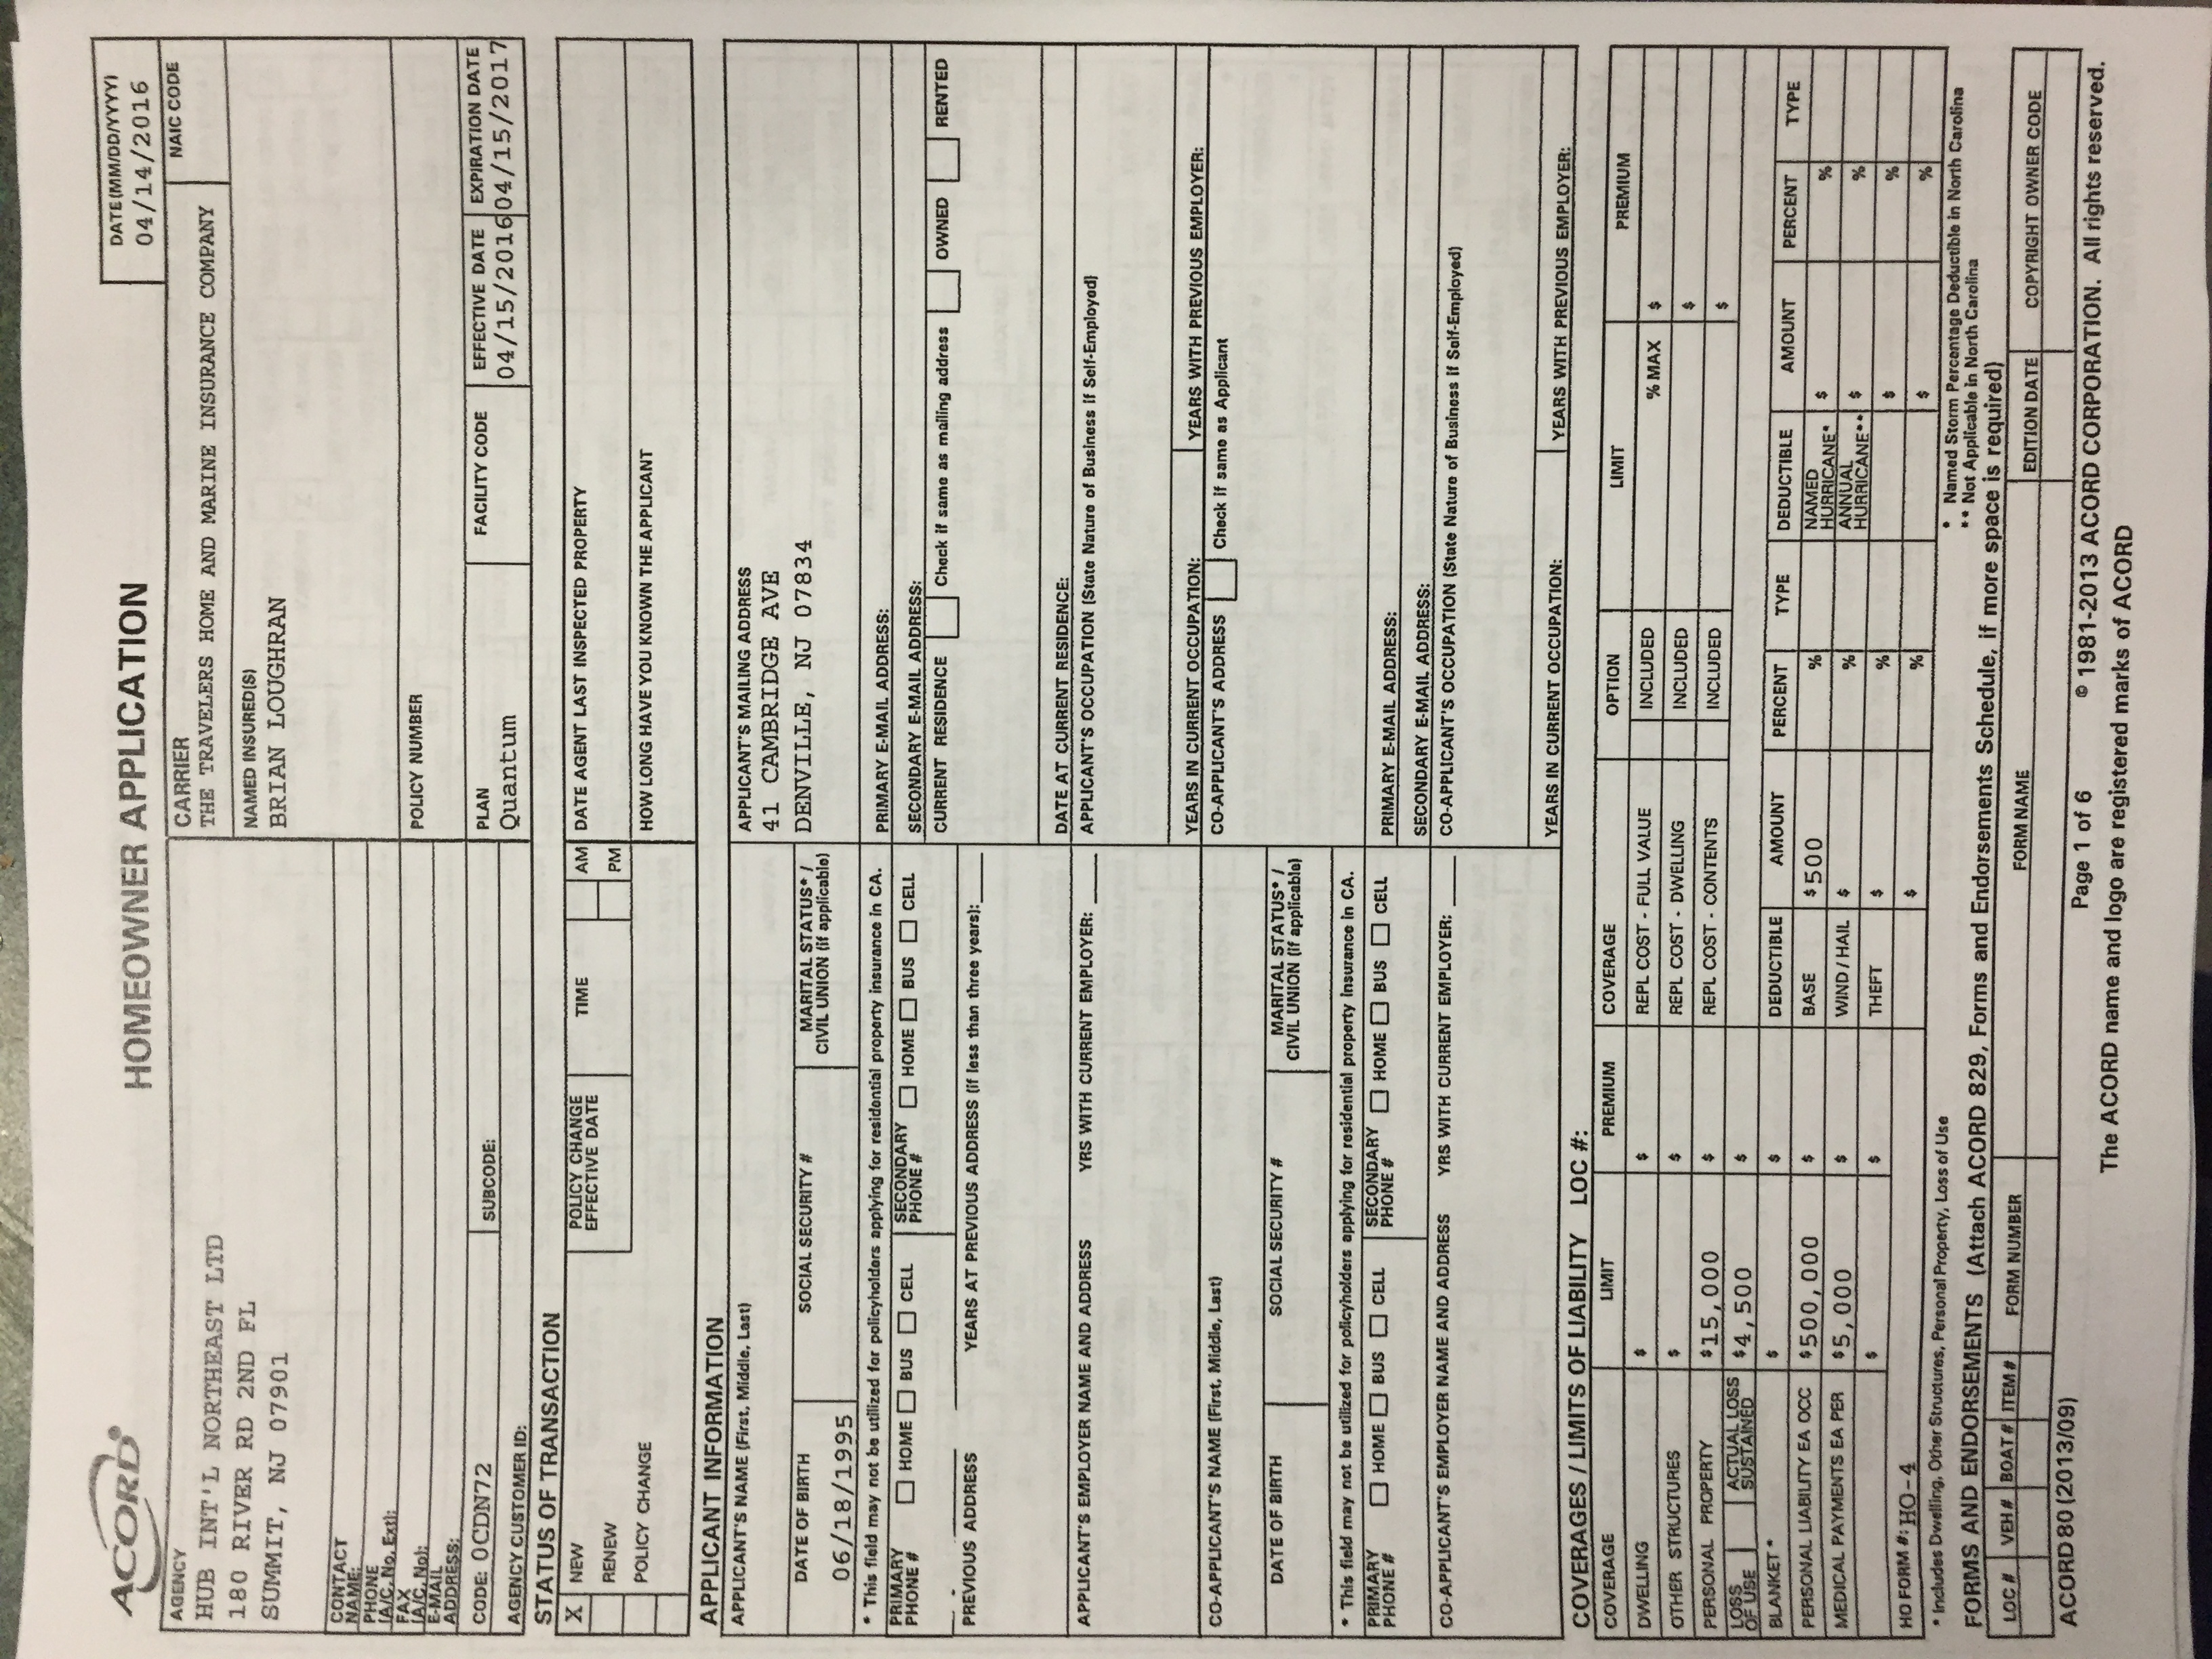 ACORD
HOMEOWNER APPLICATION
DATE (MM/DD/YYYY)
04/14/2016
AGENCY
HUB INT'L NORTHEAST LTD
180 RIVER RD 2ND FL
SUMMIT, NJ 07901
CARRIER
THE TRAVELERS HOME AND MARINE INSURANCE COMPANY
NAIC CODE
NAMED INSURED(S)
BRIAN LOUGHRAN
CONTACT
NAME:
PHONE
(A/C, No, Ext):
FAX
(A/C, No):
E-MAIL
ADDRESS:
POLICY NUMBER
CODE: 0CDN72
SUBCODE:
AGENCY CUSTOMER ID:
PLAN
Quantum
FACILITY CODE
EFFECTIVE DATE
04/15/2016
EXPIRATION DATE
04/15/2017
STATUS OF TRANSACTION
X NEW
RENEW
POLICY CHANGE
POLICY CHANGE
EFFECTIVE DATE
TIME
AM
PM
DATE AGENT LAST INSPECTED PROPERTY
HOW LONG HAVE YOU KNOWN THE APPLICANT
APPLICANT INFORMATION
APPLICANT'S NAME (First, Middle, Last)
APPLICANT'S MAILING ADDRESS
41 CAMBRIDGE AVE
DENVILLE, NJ 07834
DATE OF BIRTH
06/18/1995
SOCIAL SECURITY #
MARITAL STATUS* /
CIVIL UNION (if applicable)
* This field may not be utilized for policyholders applying for residential property insurance in CA.
PRIMARY
PHONE #
HOME BUS CELL
SECONDARY
PHONE #
HOME BUS CELL
PRIMARY E-MAIL ADDRESS:
SECONDARY E-MAIL ADDRESS:
CURRENT RESIDENCE Check if same as mailing address OWNED RENTED
PREVIOUS ADDRESS YEARS AT PREVIOUS ADDRESS (if less than three years):
DATE AT CURRENT RESIDENCE:
APPLICANT'S EMPLOYER NAME AND ADDRESS YRS WITH CURRENT EMPLOYER:
APPLICANT'S OCCUPATION (State Nature of Business if Self-Employed)
YEARS IN CURRENT OCCUPATION:
YEARS WITH PREVIOUS EMPLOYER:
CO-APPLICANT'S NAME (First, Middle, Last)
CO-APPLICANT'S ADDRESS Check if same as Applicant
DATE OF BIRTH
SOCIAL SECURITY #
MARITAL STATUS* /
CIVIL UNION (if applicable)
* This field may not be utilized for policyholders applying for residential property insurance in CA.
PRIMARY
PHONE #
HOME BUS CELL
SECONDARY
PHONE #
HOME BUS CELL
PRIMARY E-MAIL ADDRESS:
SECONDARY E-MAIL ADDRESS:
CO-APPLICANT'S EMPLOYER NAME AND ADDRESS YRS WITH CURRENT EMPLOYER:
CO-APPLICANT'S OCCUPATION (State Nature of Business if Self-Employed)
YEARS IN CURRENT OCCUPATION:
YEARS WITH PREVIOUS EMPLOYER:
COVERAGES / LIMITS OF LIABILITY LOC #:
COVERAGE LIMIT PREMIUM COVERAGE OPTION LIMIT PREMIUM
DWELLING $ $ REPL COST - FULL VALUE INCLUDED % MAX $
OTHER STRUCTURES $ $ REPL COST - DWELLING INCLUDED $
PERSONAL PROPERTY $15,000 $ REPL COST - CONTENTS INCLUDED $
LOSS
OF USE
ACTUAL LOSS
SUSTAINED
$4,500 $
BLANKET * $ $ DEDUCTIBLE AMOUNT PERCENT TYPE DEDUCTIBLE AMOUNT PERCENT TYPE
PERSONAL LIABILITY EA OCC $500,000 $ BASE $500 % NAMED
HURRICANE* $ %
MEDICAL PAYMENTS EA PER $5,000 $ WIND / HAIL $ % ANNUAL
HURRICANE** $ %
$ $ THEFT $ % $ %
HO FORM #: HO-4 $ % $ %
* Includes Dwelling, Other Structures, Personal Property, Loss of Use
* Named Storm Percentage Deductible in North Carolina
** Not Applicable in North Carolina
FORMS AND ENDORSEMENTS (Attach ACORD 829, Forms and Endorsements Schedule, if more space is required)
LOC # VEH # BOAT # ITEM # FORM NUMBER FORM NAME EDITION DATE COPYRIGHT OWNER CODE
ACORD 80 (2013/09)
Page 1 of 6
© 1981-2013 ACORD CORPORATION. All rights reserved.
The ACORD name and logo are registered marks of ACORD